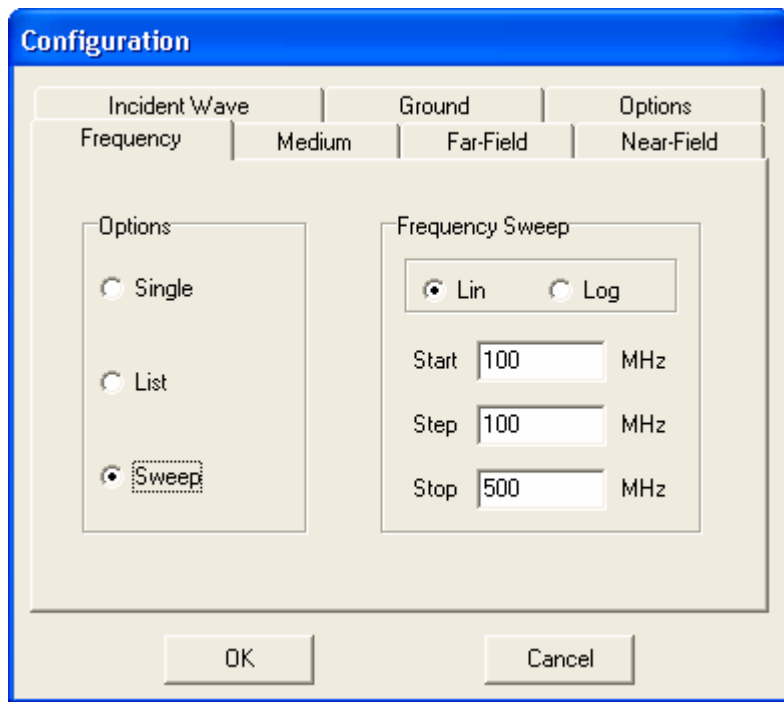 Configuration
Incident Wave Ground Options
Frequency Medium Far-Field Near-Field
Options
Single
List
Sweep
Frequency Sweep
Lin Log
Start 100 MHz
Step 100 MHz
Stop 500 MHz
OK Cancel